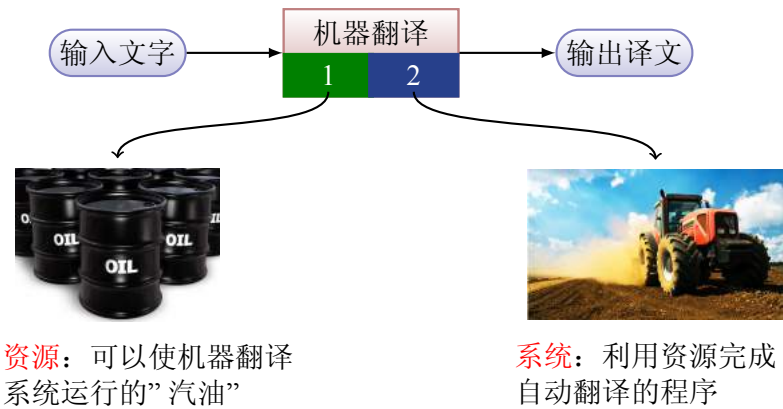 输入文字
机器翻译
输出译文
1
2
OIL
OIL
OIL
资源：可以使机器翻译
系统运行的” 汽油”
系统：利用资源完成
自动翻译的程序